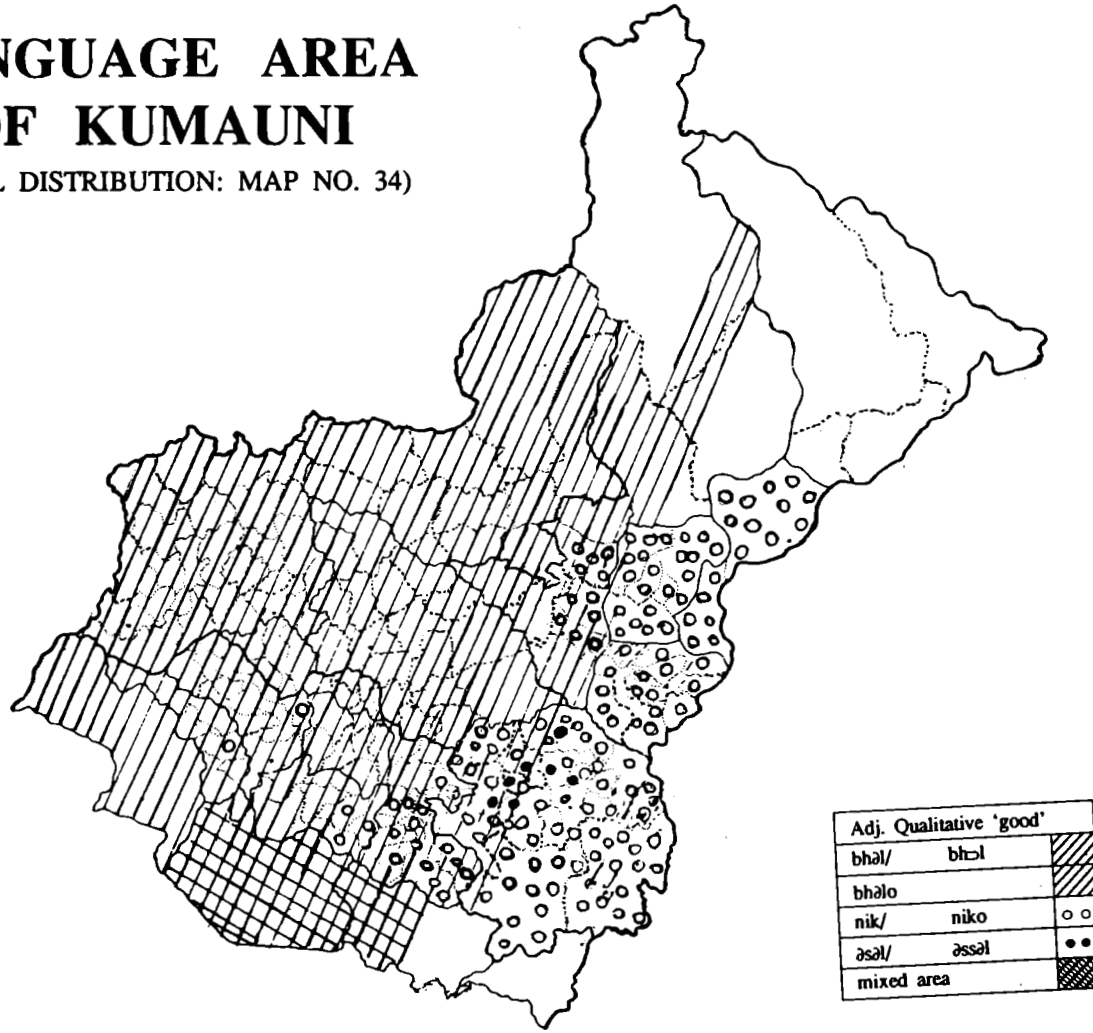 NGUAGE AREA
OF KUMAUNI
L DISTRIBUTION: MAP NO. 34)
Adj. Qualitative ‘good’
bhəl/ bhɔl
bhəlo
nik/ niko
əsəl/ əssəl
mixed area